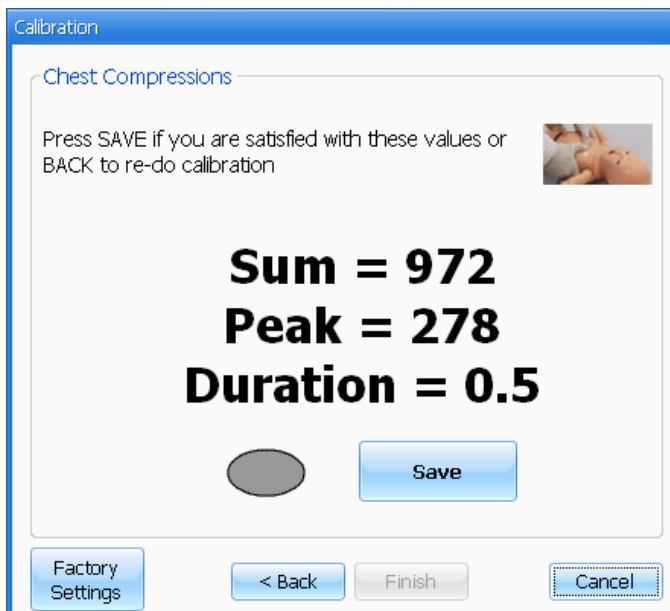 Calibration
Chest Compressions
Press SAVE if you are satisfied with these values or
BACK to re-do calibration
Sum = 972
Peak = 278
Duration = 0.5
Save
Factory
Settings
< Back
Finish
Cancel